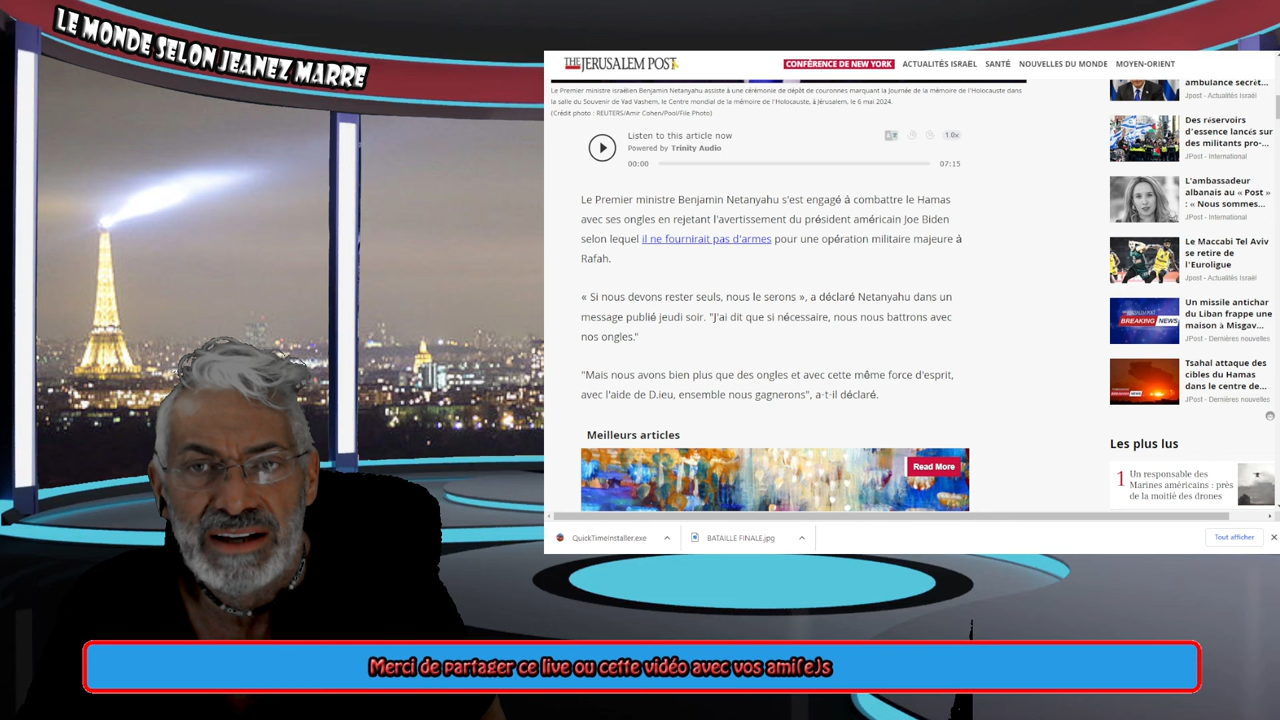 LE MONDE SELON JEANEZ MARRE
THE JERUSALEM POST
CONFÉRENCE DE NEW YORK ACTUALITÉS ISRAËL SANTÉ NOUVELLES DU MONDE MOYEN-ORIENT
Le Premier ministre israélien Benjamin Netanyahu assiste à une cérémonie de dépôt de couronnes marquant la Journée de la mémoire de l'Holocauste dans
la salle du Souvenir de Yad Vashem, le Centre mondial de la mémoire de l'Holocauste, à Jérusalem, le 6 mai 2024.
(Crédit photo : REUTERS/Amir Cohen/Pool/File Photo)
Listen to this article now
Powered by Trinity Audio
1.0x
00:00
07:15
Le Premier ministre Benjamin Netanyahu s'est engagé à combattre le Hamas
avec ses ongles en rejetant l'avertissement du président américain Joe Biden
selon lequel il ne fournirait pas d'armes pour une opération militaire majeure à
Rafah.
« Si nous devons rester seuls, nous le serons », a déclaré Netanyahu dans un
message publié jeudi soir. "J'ai dit que si nécessaire, nous nous battrons avec
nos ongles."
"Mais nous avons bien plus que des ongles et avec cette même force d'esprit,
avec l'aide de D.ieu, ensemble nous gagnerons", a-t-il déclaré.
Meilleurs articles
Read More
ambulance secrèt...
Jpost - Actualités Israël
Des réservoirs
d'essence lancés sur
des militants pro-...
JPost - International
L'ambassadeur
albanais au « Post »
: « Nous sommes...
JPost - International
Le Maccabi Tel Aviv
se retire de
l'Euroligue
Jpost - Actualités Israël
BREAKING NEWS
Un missile antichar
du Liban frappe une
maison à Misgav...
JPost - Dernières nouvelles
Tsahal attaque des
cibles du Hamas
dans le centre de...
JPost - Dernières nouvelles
Les plus lus
1 Un responsable des
Marines américains : près
de la moitié des drones
QuickTimeInstaller.exe
BATAILLE FINALE.jpg
Tout afficher
Merci de partager ce live ou cette vidéo avec vos ami(e)s